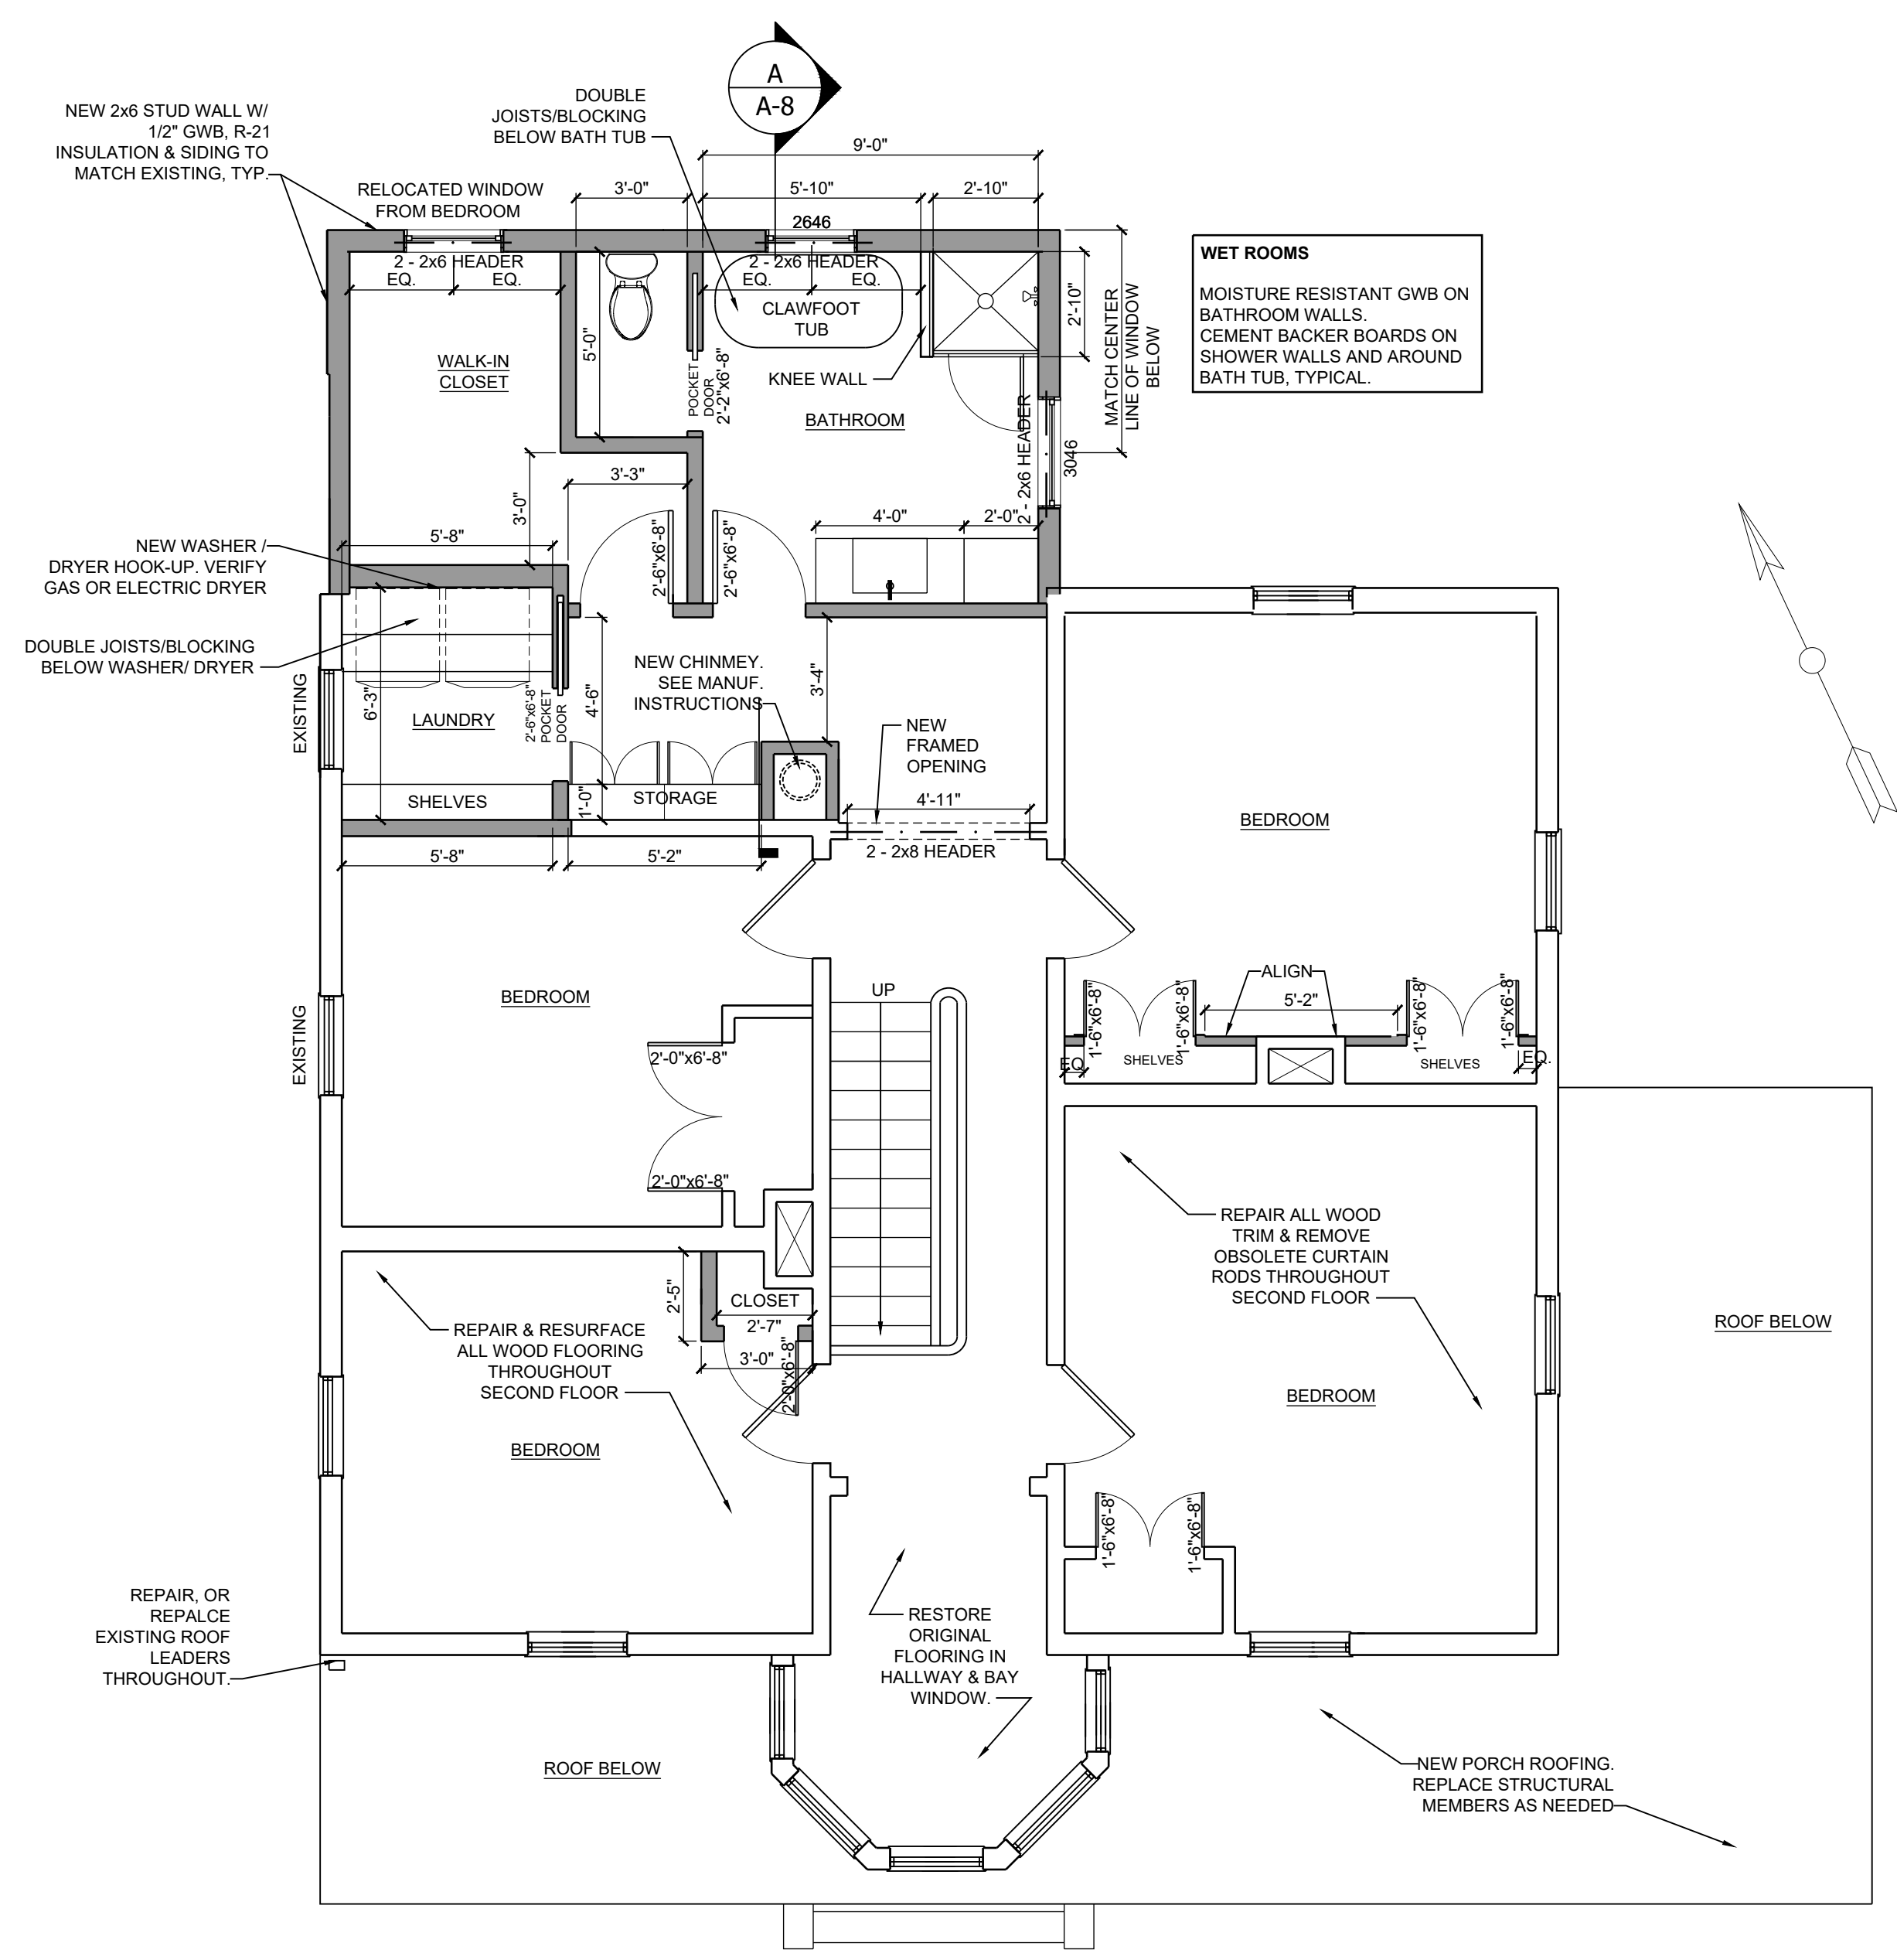 A
A-8
NEW 2x6 STUD WALL W/
1/2" GWB, R-21
INSULATION & SIDING TO
MATCH EXISTING, TYP.
DOUBLE
JOISTS/BLOCKING
BELOW BATH TUB
RELOCATED WINDOW
FROM BEDROOM
9'-0"
3'-0"
5'-10"
2'-10"
2646
2 - 2x6 HEADER
EQ.
EQ.
2 - 2x6 HEADER
EQ.
EQ.
CLAWFOOT
TUB
2'-10"
MATCH CENTER
LINE OF WINDOW
BELOW
WET ROOMS
MOISTURE RESISTANT GWB ON
BATHROOM WALLS.
CEMENT BACKER BOARDS ON
SHOWER WALLS AND AROUND
BATH TUB, TYPICAL.
WALK-IN
CLOSET
5'-0"
POCKET
DOOR
2'-2"x6'-8"
KNEE WALL
BATHROOM
2 - 2x6 HEADER
3046
3'-0"
3'-3"
4'-0"
2'-0"
5'-8"
2'-6"x6'-8"
2'-6"x6'-8"
NEW WASHER /
DRYER HOOK-UP. VERIFY
GAS OR ELECTRIC DRYER
DOUBLE JOISTS/BLOCKING
BELOW WASHER/ DRYER
EXISTING
6'-3"
LAUNDRY
2'-6"x6'-8"
POCKET
DOOR
4'-6"
NEW CHINMEY.
SEE MANUF.
INSTRUCTIONS
3'-4"
NEW
FRAMED
OPENING
SHELVES
1'-0"
STORAGE
4'-11"
2 - 2x8 HEADER
5'-8"
5'-2"
BEDROOM
BEDROOM
EXISTING
UP
ALIGN
5'-2"
1'-6"x6'-8"
1'-6"x6'-8"
1'-6"x6'-8"
1'-6"x6'-8"
EQ.
SHELVES
SHELVES
EQ.
2'-0"x6'-8"
2'-0"x6'-8"
REPAIR ALL WOOD
TRIM & REMOVE
OBSOLETE CURTAIN
RODS THROUGHOUT
SECOND FLOOR
2'-5"
CLOSET
2'-7"
3'-0"
2'-0"x6'-8"
REPAIR & RESURFACE
ALL WOOD FLOORING
THROUGHOUT
SECOND FLOOR
BEDROOM
BEDROOM
ROOF BELOW
1'-6"x6'-8"
1'-6"x6'-8"
REPAIR, OR
REPALCE
EXISTING ROOF
LEADERS
THROUGHOUT.
RESTORE
ORIGINAL
FLOORING IN
HALLWAY & BAY
WINDOW.
ROOF BELOW
NEW PORCH ROOFING.
REPLACE STRUCTURAL
MEMBERS AS NEEDED